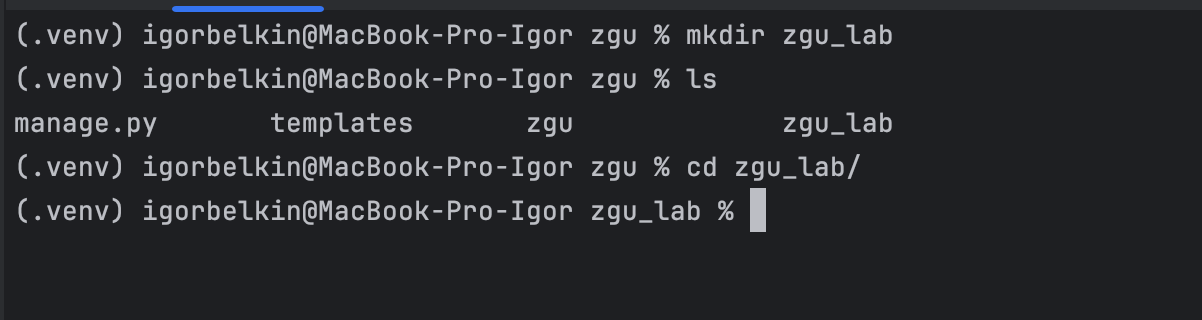 (.venv) igorbelkin@MacBook-Pro-Igor zgu % mkdir zgu_lab
(.venv) igorbelkin@MacBook-Pro-Igor zgu % ls
manage.py       templates       zgu             zgu_lab
(.venv) igorbelkin@MacBook-Pro-Igor zgu % cd zgu_lab/
(.venv) igorbelkin@MacBook-Pro-Igor zgu_lab %